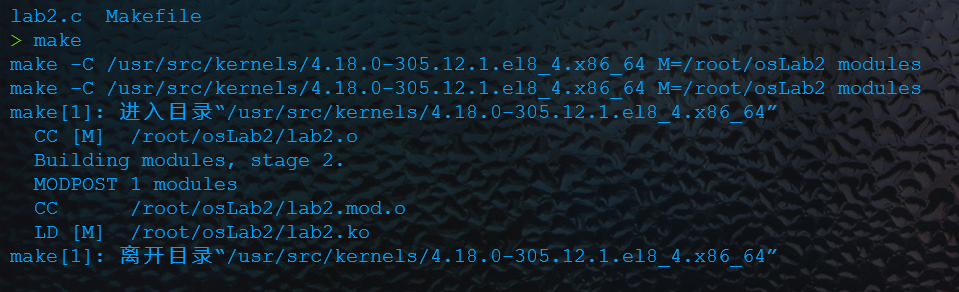 lab2.c  Makefile
> make
make -C /usr/src/kernels/4.18.0-305.12.1.el8_4.x86_64 M=/root/osLab2 modules
make -C /usr/src/kernels/4.18.0-305.12.1.el8_4.x86_64 M=/root/osLab2 modules
make[1]: 进入目录“/usr/src/kernels/4.18.0-305.12.1.el8_4.x86_64”
  CC [M]  /root/osLab2/lab2.o
  Building modules, stage 2.
  MODPOST 1 modules
  CC      /root/osLab2/lab2.mod.o
  LD [M]  /root/osLab2/lab2.ko
make[1]: 离开目录“/usr/src/kernels/4.18.0-305.12.1.el8_4.x86_64”